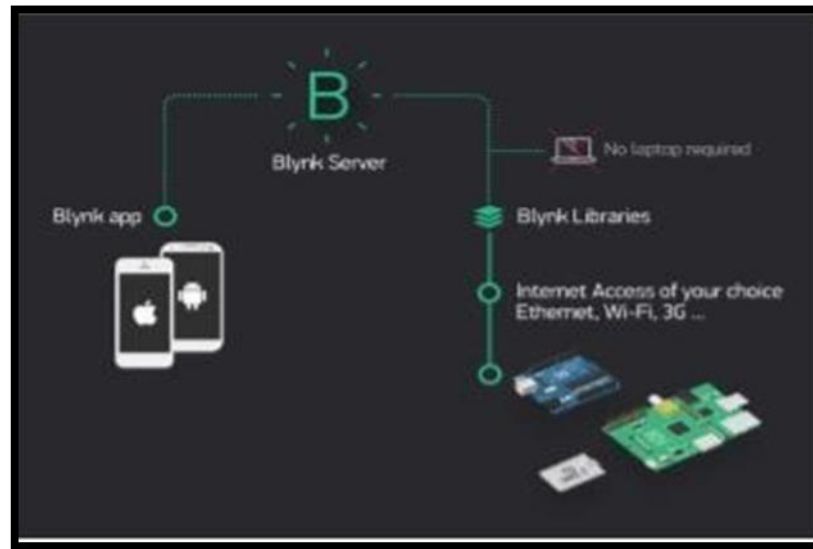 B
Blynk Server
No laptop required
Blynk app
Blynk Libraries
Internet Access of your choice
Ethernet, Wi-Fi, 3G ...